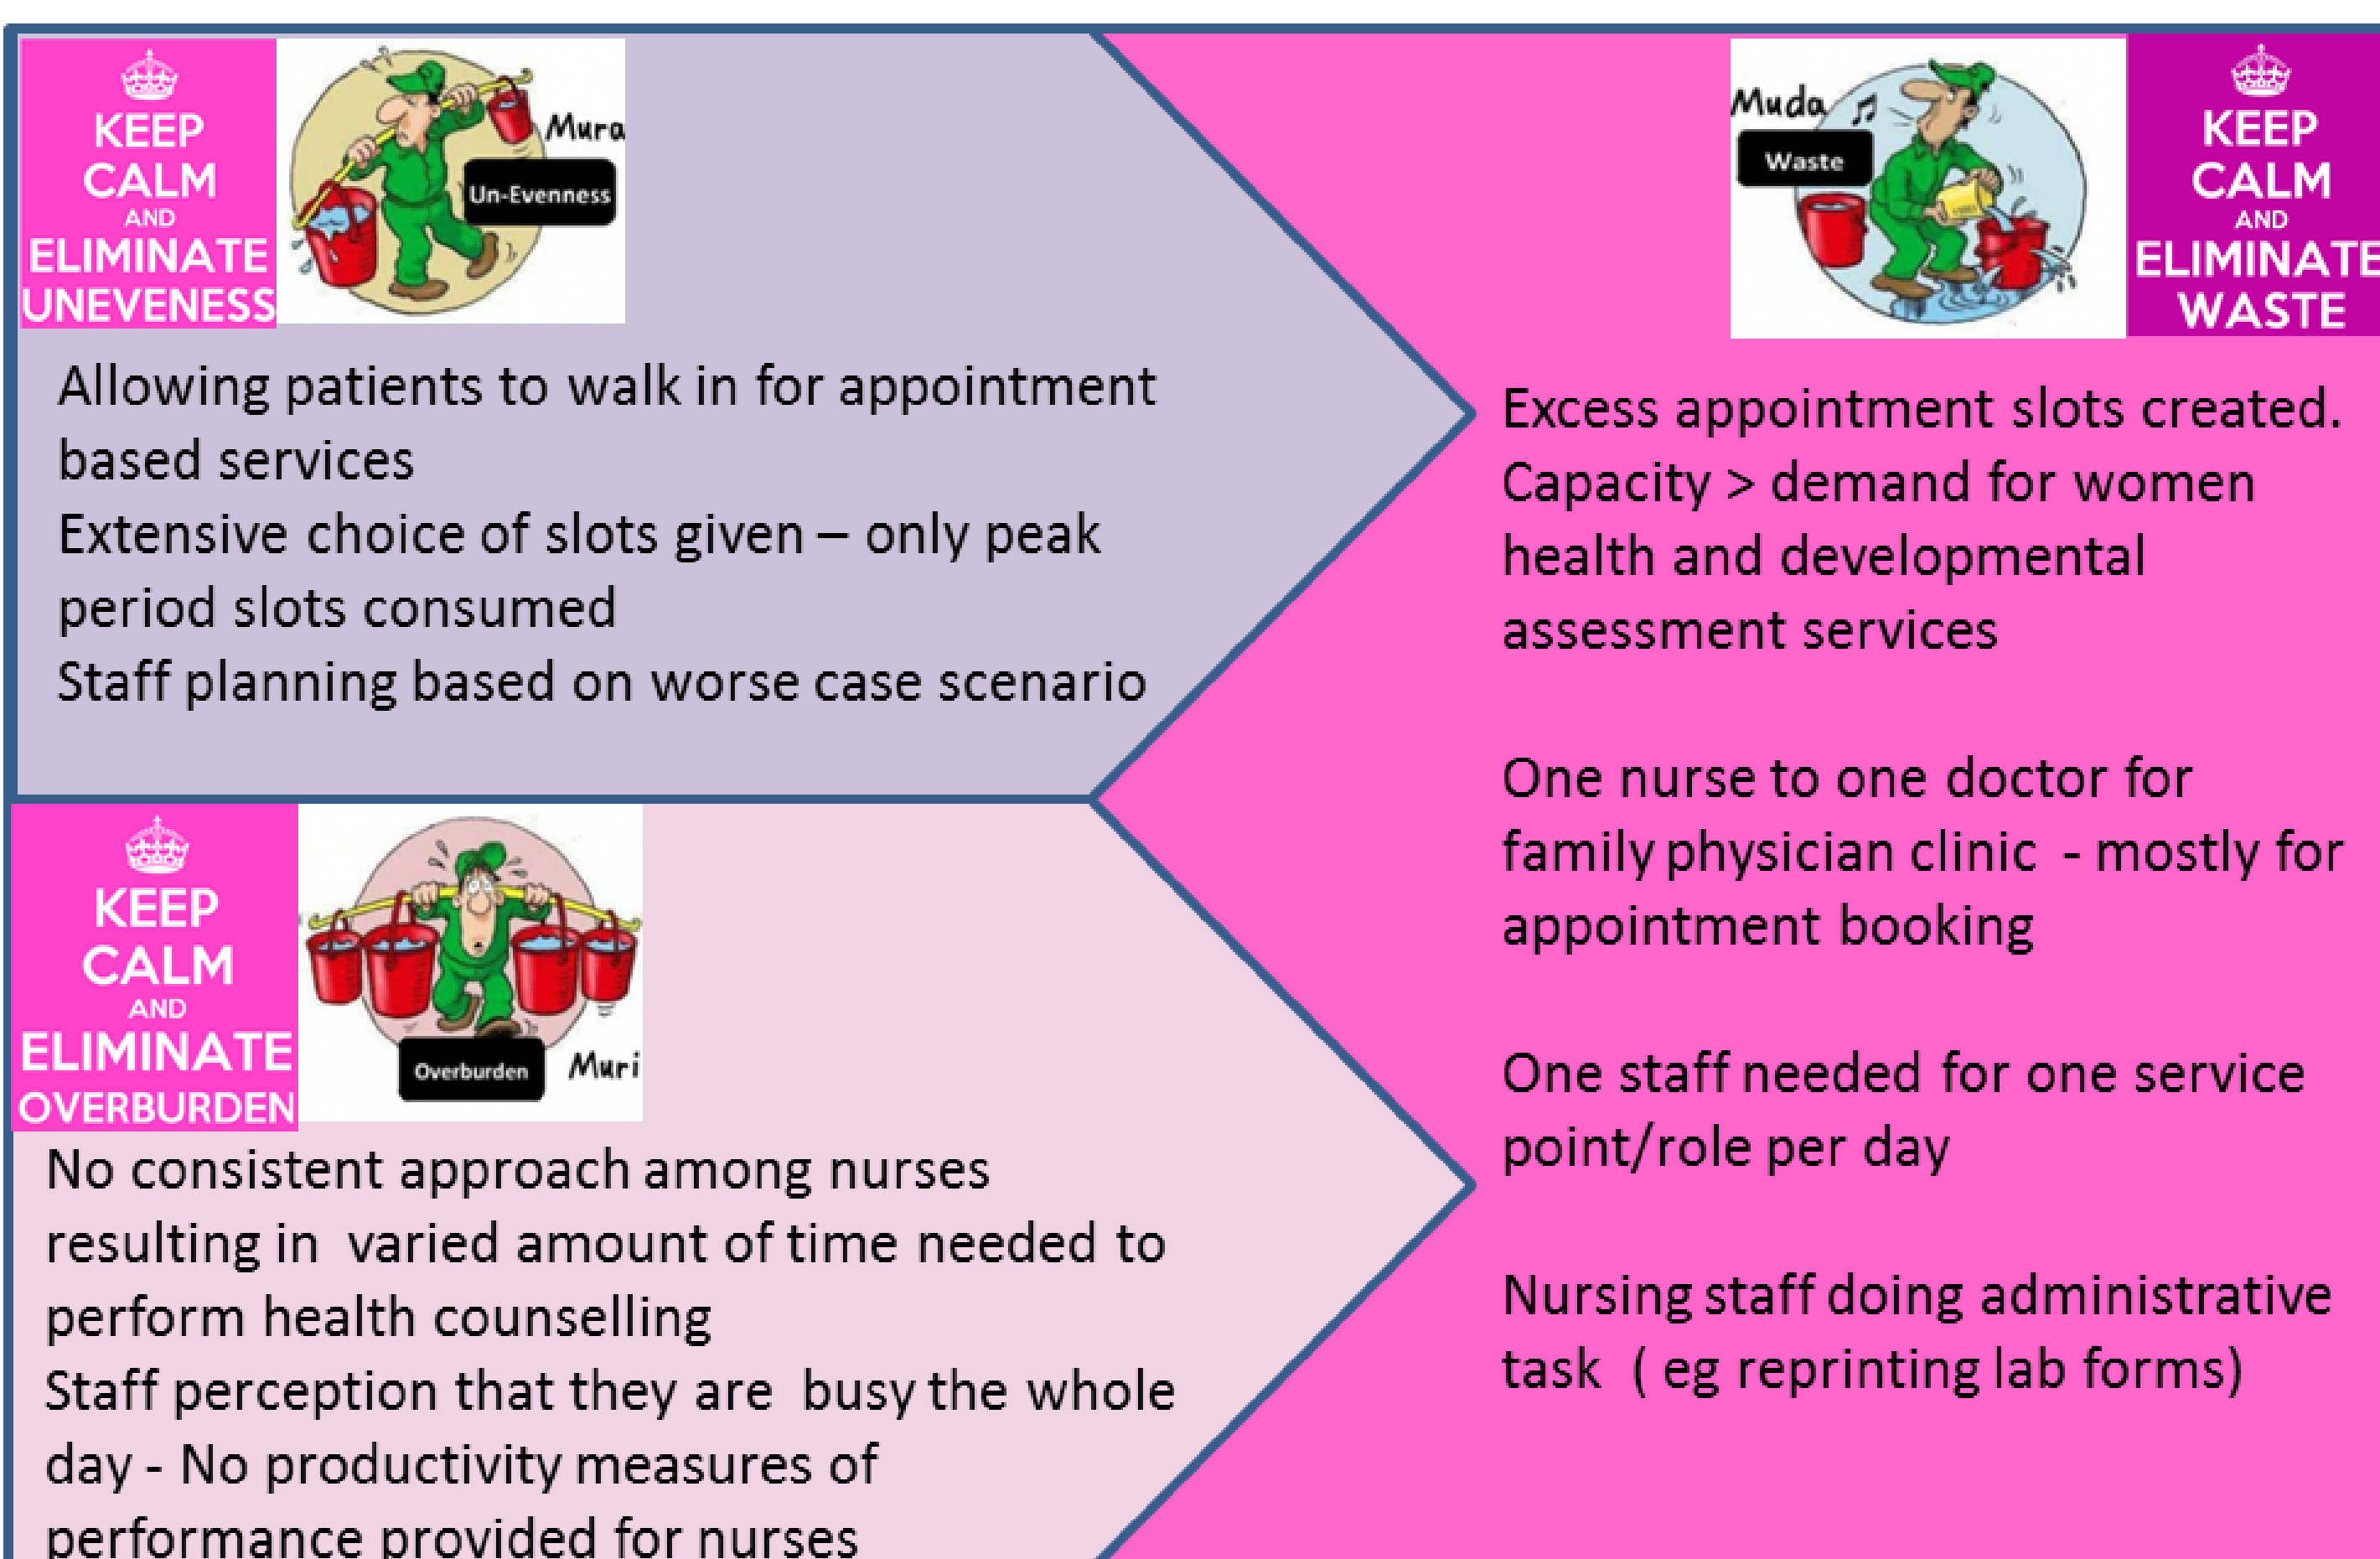 KEEP
CALM
AND
ELIMINATE
UNEVENESS
Mura
Un-Evenness
Allowing patients to walk in for appointment
based services
Extensive choice of slots given – only peak
period slots consumed
Staff planning based on worse case scenario
KEEP
CALM
AND
ELIMINATE
OVERBURDEN
Overburden
Muri
No consistent approach among nurses
resulting in  varied amount of time needed to
perform health counselling
Staff perception that they are  busy the whole
day - No productivity measures of
performance provided for nurses
Muda
Waste
KEEP
CALM
AND
ELIMINATE
WASTE
Excess appointment slots created.
Capacity > demand for women
health and developmental
assessment services
One nurse to one doctor for
family physician clinic  - mostly for
appointment booking
One staff needed for one service
point/role per day
Nursing staff doing administrative
task  ( eg reprinting lab forms)